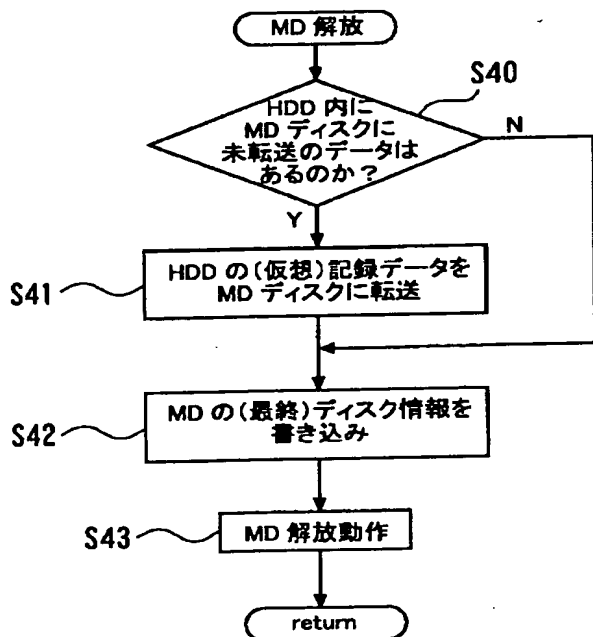 MD 解放
S40
HDD 内に
MD ディスクに
未転送のデータは
あるのか？
N
Y
S41
HDD の(仮想)記録データを
MD ディスクに転送
S42
MD の(最終)ディスク情報を
書き込み
S43
MD 解放動作
return